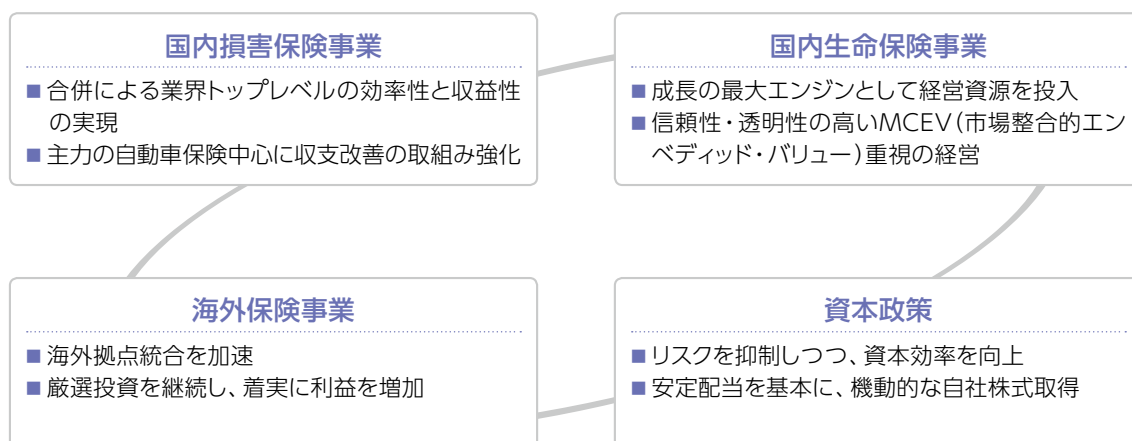 国内損害保険事業
■ 合併による業界トップレベルの効率性と収益性
の実現
■ 主力の自動車保険中心に収支改善の取組み強化
国内生命保険事業
■ 成長の最大エンジンとして経営資源を投入
■ 信頼性・透明性の高いMCEV（市場整合的エン
ベディッド・バリュー）重視の経営
海外保険事業
■ 海外拠点統合を加速
■ 厳選投資を継続し、着実に利益を増加
資本政策
■ リスクを抑制しつつ、資本効率を向上
■ 安定配当を基本に、機動的な自社株式取得